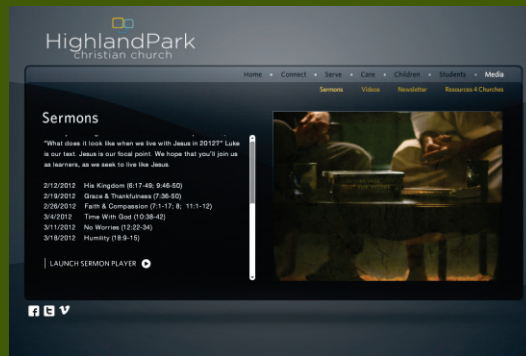 HighlandPark
christian church
Home • Connect • Serve • Care • Children • Students • Media
Sermons Videos Newsletter Resources 4 Churches
Sermons
"What does it look like when we live with Jesus in 2012?" Luke
is our text. Jesus is our focal point. We hope that you'll join us
as learners, as we seek to live like Jesus.
2/12/2012 His Kingdom (6:17-49; 9:46-50)
2/19/2012 Grace & Thankfulness (7:36-50)
2/26/2012 Faith & Compassion (7:1-17; 8; 11:1-12)
3/4/2012 Time With God (10:38-42)
3/11/2012 No Worries (12:22-34)
3/18/2012 Humility (18:9-15)
LAUNCH SERMON PLAYER